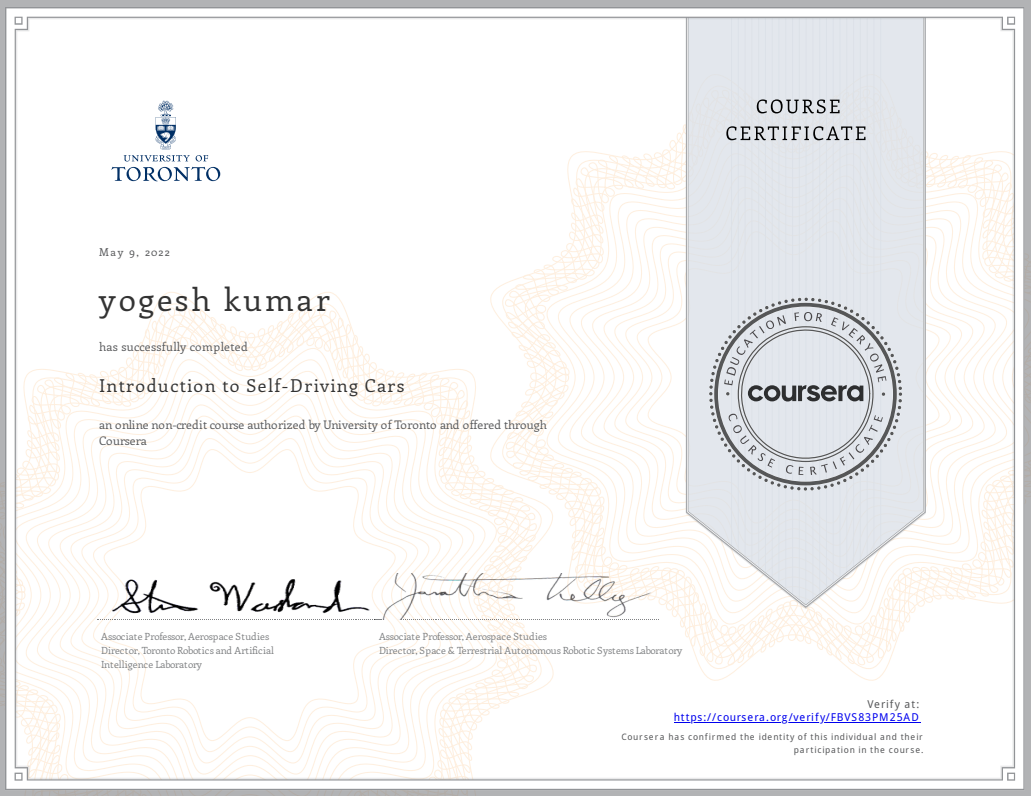 COURSE
CERTIFICATE
UNIVERSITY OF
TORONTO
May 9, 2022
yogesh kumar
has successfully completed
Introduction to Self-Driving Cars
an online non-credit course authorized by University of Toronto and offered through
Coursera
EDUCATION FOR EVERYONE
coursera
COURSE CERTIFICATE
Associate Professor, Aerospace Studies
Director, Toronto Robotics and Artificial
Intelligence Laboratory
Associate Professor, Aerospace Studies
Director, Space & Terrestrial Autonomous Robotic Systems Laboratory
Verify at:
https://coursera.org/verify/FBVS83PM25AD
Coursera has confirmed the identity of this individual and their
participation in the course.